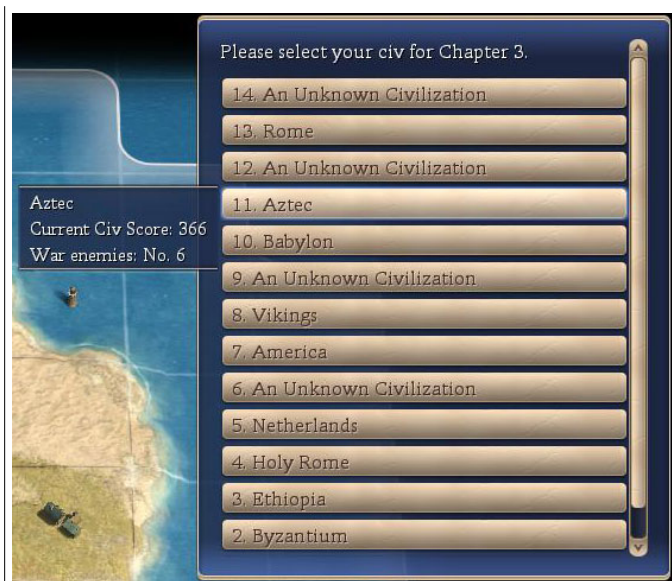 Please select your civ for Chapter 3.
14. An Unknown Civilization
13. Rome
12. An Unknown Civilization
11. Aztec
10. Babylon
9. An Unknown Civilization
8. Vikings
7. America
6. An Unknown Civilization
5. Netherlands
4. Holy Rome
3. Ethiopia
2. Byzantium
Aztec
Current Civ Score: 366
War enemies: No. 6